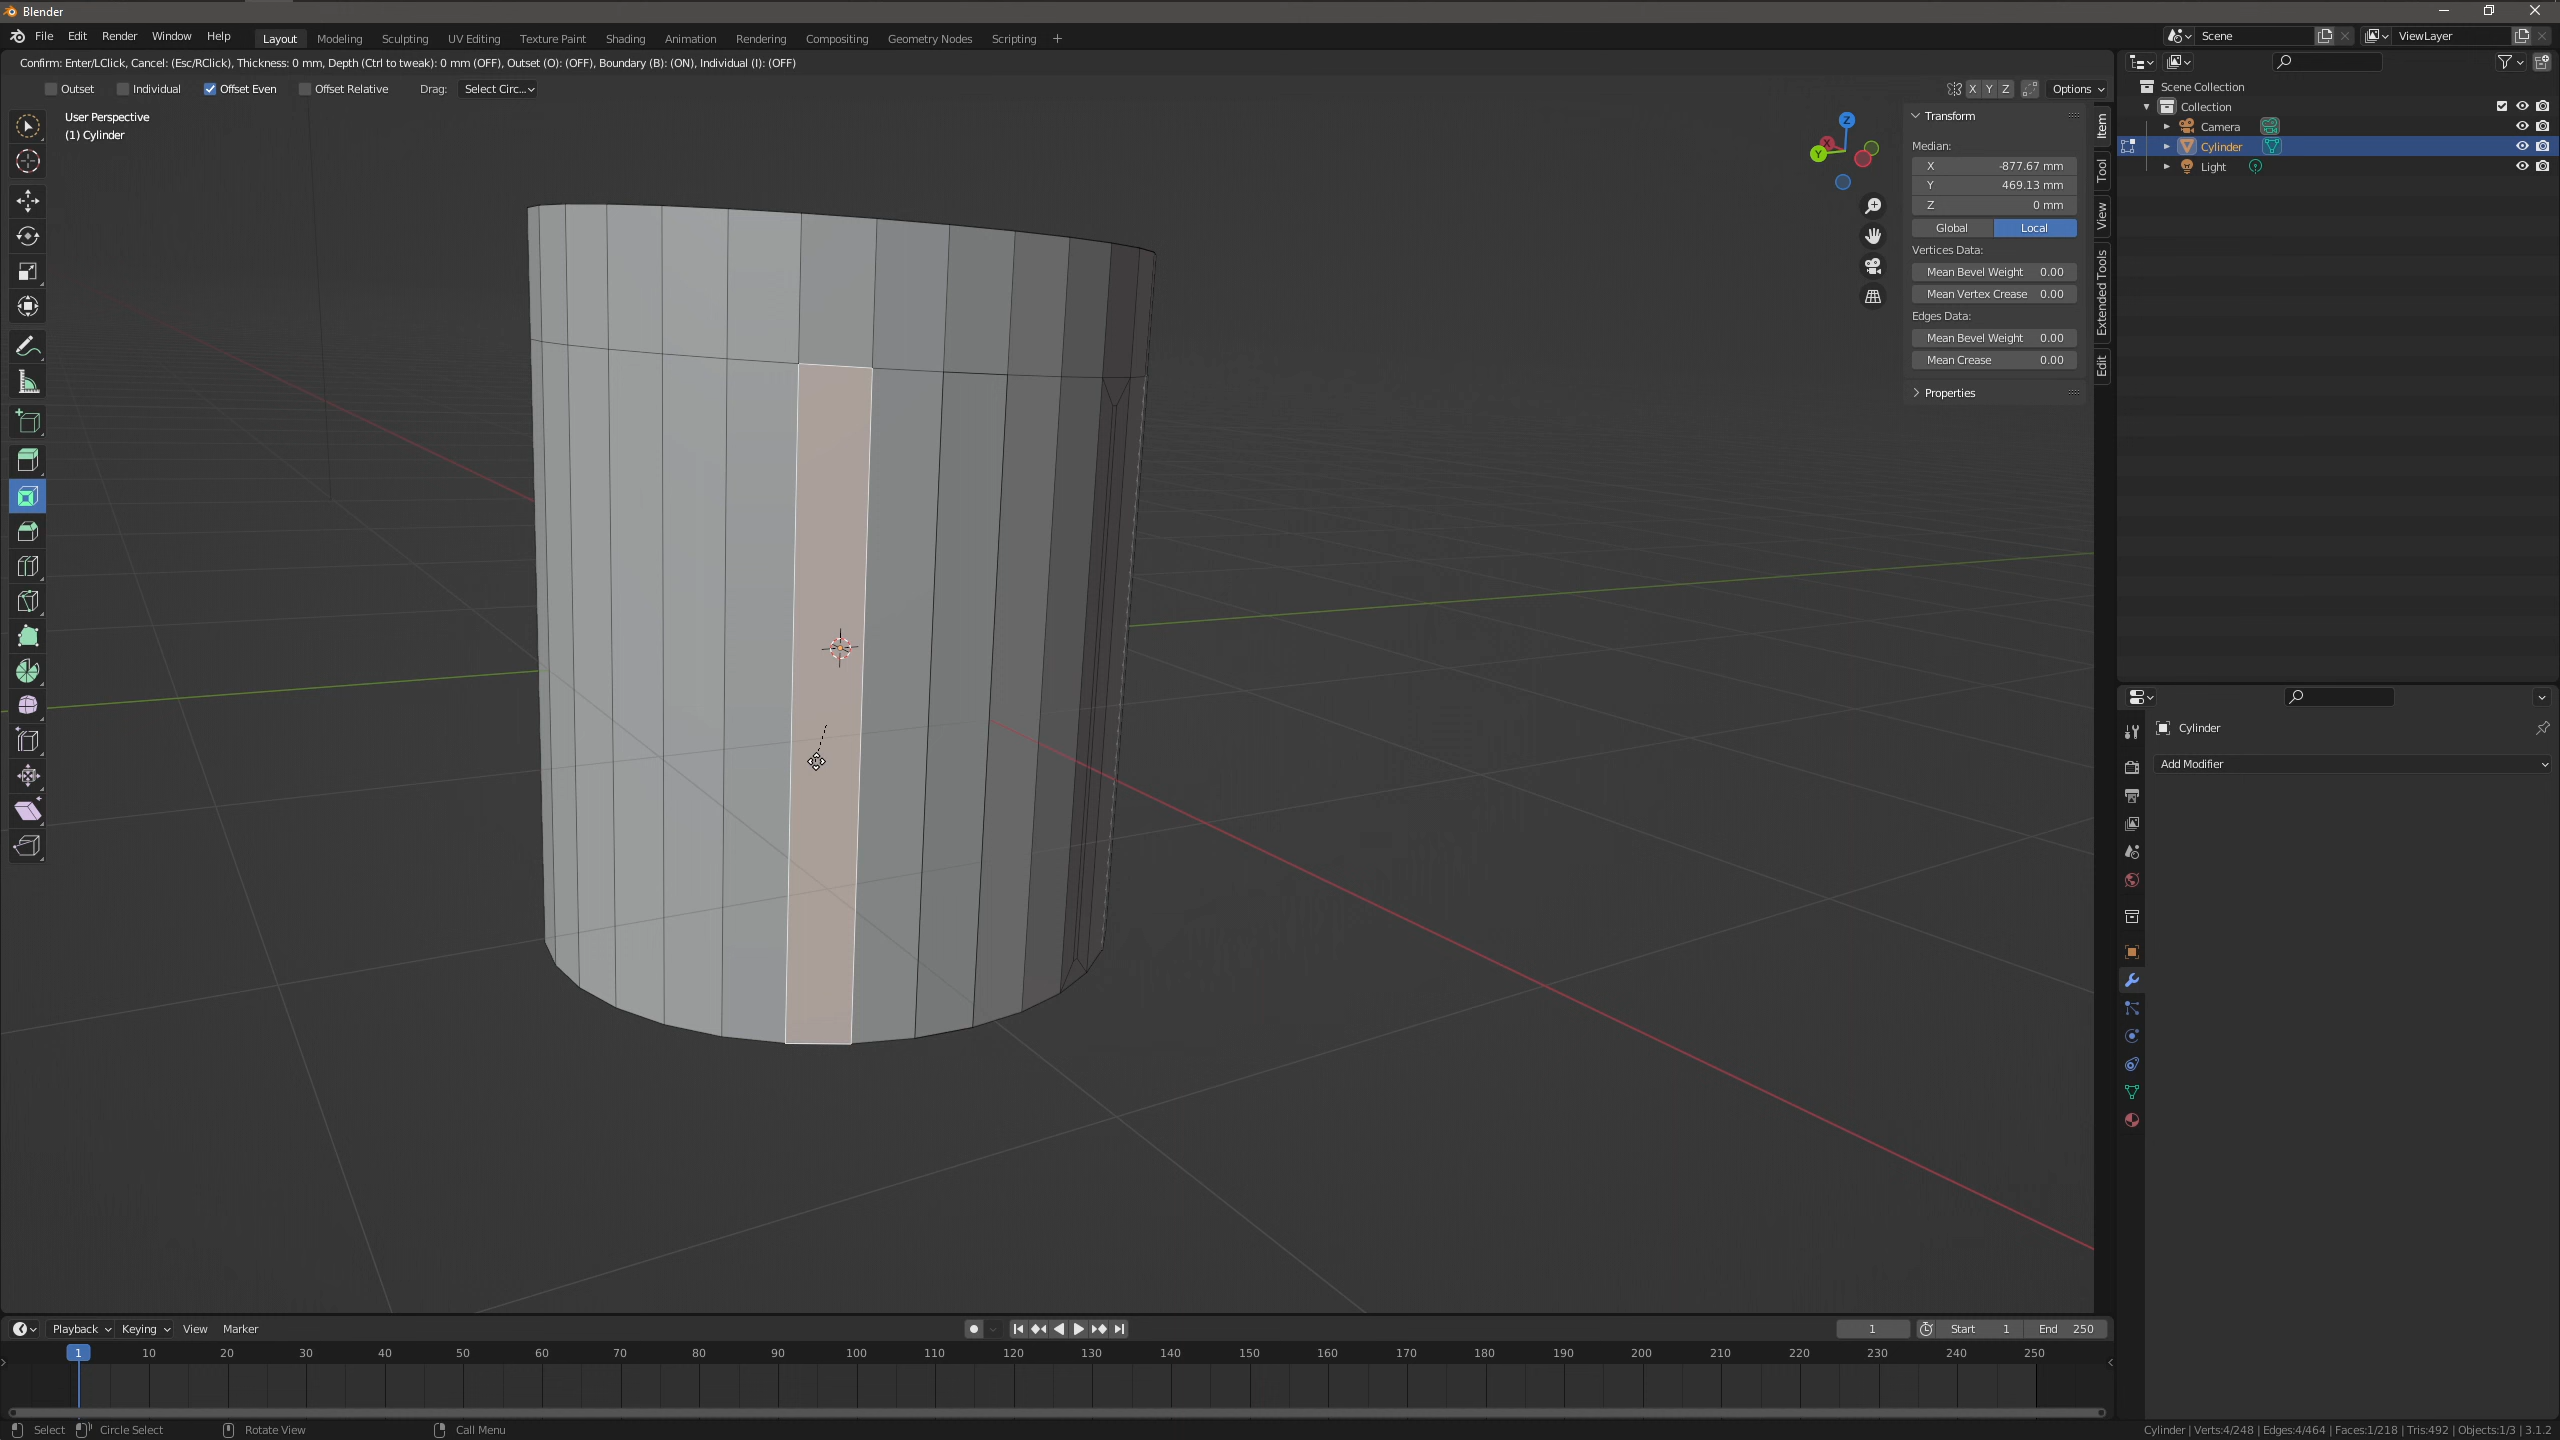 Blender
File Edit Render Window Help
Layout Modeling Sculpting UV Editing Texture Paint Shading Animation Rendering Compositing Geometry Nodes Scripting +
Scene
ViewLayer
Confirm: Enter/LClick, Cancel: (Esc/RClick), Thickness: 0 mm, Depth (Ctrl to tweak): 0 mm (OFF), Outset (O): (OFF), Boundary (B): (ON), Individual (I): (OFF)
Outset Individual Offset Even Offset Relative Drag: Select Circ...
X Y Z Options
User Perspective
(1) Cylinder
Z
X
Y
Transform
Median:
X -877.67 mm
Y 469.13 mm
Z 0 mm
Global Local
Vertices Data:
Mean Bevel Weight 0.00
Mean Vertex Crease 0.00
Edges Data:
Mean Bevel Weight 0.00
Mean Crease 0.00
Properties
Item
Tool
View
Extended Tools
Edit
Scene Collection
Collection
Camera
Cylinder
Light
Cylinder
Add Modifier
Playback Keying View Marker
1 Start 1 End 250
1 10 20 30 40 50 60 70 80 90 100 110 120 130 140 150 160 170 180 190 200 210 220 230 240 250
Select Circle Select Rotate View Call Menu
Cylinder | Verts:4/248 | Edges:4/464 | Faces:1/218 | Tris:492 | Objects:1/3 | 3.1.2